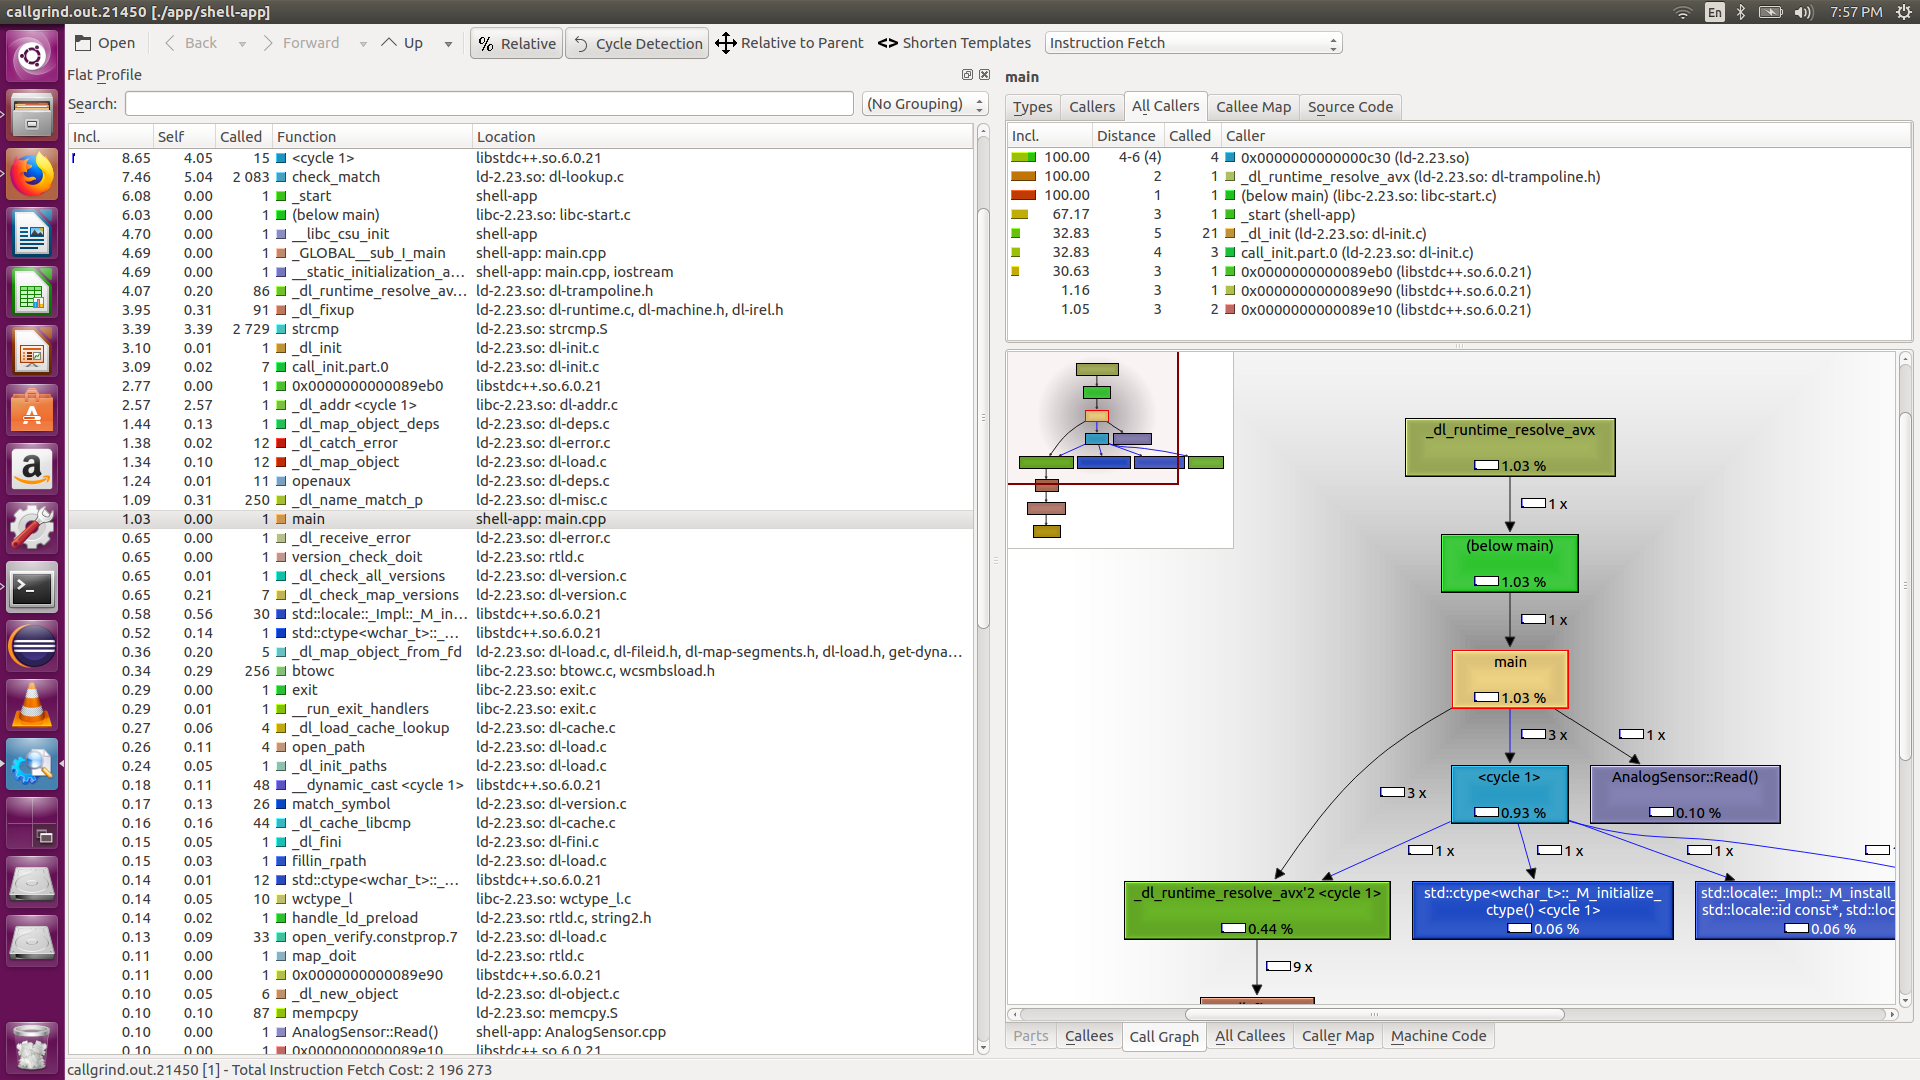 callgrind.out.21450 [./app/shell-app]
En
7:57 PM
Open Back Forward Up % Relative Cycle Detection Relative to Parent <> Shorten Templates Instruction Fetch
Flat Profile
Search: (No Grouping)
Incl. Self Called Function Location
8.65 4.05 15 <cycle 1> libstdc++.so.6.0.21
7.46 5.04 2 083 check_match ld-2.23.so: dl-lookup.c
6.08 0.00 1 _start shell-app
6.03 0.00 1 (below main) libc-2.23.so: libc-start.c
4.70 0.00 1 __libc_csu_init shell-app
4.69 0.00 1 _GLOBAL__sub_I_main shell-app: main.cpp
4.69 0.00 1 __static_initialization_a... shell-app: main.cpp, iostream
4.07 0.20 86 _dl_runtime_resolve_av... ld-2.23.so: dl-trampoline.h
3.95 0.31 91 _dl_fixup ld-2.23.so: dl-runtime.c, dl-machine.h, dl-irel.h
3.39 3.39 2 729 strcmp ld-2.23.so: strcmp.S
3.10 0.01 1 _dl_init ld-2.23.so: dl-init.c
3.09 0.02 7 call_init.part.0 ld-2.23.so: dl-init.c
2.77 0.00 1 0x0000000000089eb0 libstdc++.so.6.0.21
2.57 2.57 1 _dl_addr <cycle 1> libc-2.23.so: dl-addr.c
1.44 0.13 1 _dl_map_object_deps ld-2.23.so: dl-deps.c
1.38 0.02 12 _dl_catch_error ld-2.23.so: dl-error.c
1.34 0.10 12 _dl_map_object ld-2.23.so: dl-load.c
1.24 0.01 11 openaux ld-2.23.so: dl-deps.c
1.09 0.31 250 _dl_name_match_p ld-2.23.so: dl-misc.c
1.03 0.00 1 main shell-app: main.cpp
0.65 0.00 1 _dl_receive_error ld-2.23.so: dl-error.c
0.65 0.00 1 version_check_doit ld-2.23.so: rtld.c
0.65 0.01 1 _dl_check_all_versions ld-2.23.so: dl-version.c
0.65 0.21 7 _dl_check_map_versions ld-2.23.so: dl-version.c
0.58 0.56 30 std::locale::_Impl::_M_in... libstdc++.so.6.0.21
0.52 0.14 1 std::ctype<wchar_t>::_... libstdc++.so.6.0.21
0.36 0.20 5 _dl_map_object_from_fd ld-2.23.so: dl-load.c, dl-fileid.h, dl-map-segments.h, dl-load.h, get-dyna...
0.34 0.29 256 btowc libc-2.23.so: btowc.c, wcsmbsload.h
0.29 0.00 1 exit libc-2.23.so: exit.c
0.29 0.01 1 __run_exit_handlers libc-2.23.so: exit.c
0.27 0.06 4 _dl_load_cache_lookup ld-2.23.so: dl-cache.c
0.26 0.11 4 open_path ld-2.23.so: dl-load.c
0.24 0.05 1 _dl_init_paths ld-2.23.so: dl-load.c
0.18 0.11 48 __dynamic_cast <cycle 1> libstdc++.so.6.0.21
0.17 0.13 26 match_symbol ld-2.23.so: dl-version.c
0.16 0.16 44 _dl_cache_libcmp ld-2.23.so: dl-cache.c
0.15 0.05 1 _dl_fini ld-2.23.so: dl-fini.c
0.15 0.03 1 fillin_rpath ld-2.23.so: dl-load.c
0.14 0.01 12 std::ctype<wchar_t>::_... libstdc++.so.6.0.21
0.14 0.05 10 wctype_l libc-2.23.so: wctype_l.c
0.14 0.02 1 handle_ld_preload ld-2.23.so: rtld.c, string2.h
0.13 0.09 33 open_verify.constprop.7 ld-2.23.so: dl-load.c
0.11 0.00 1 map_doit ld-2.23.so: rtld.c
0.11 0.00 1 0x0000000000089e90 libstdc++.so.6.0.21
0.10 0.05 6 _dl_new_object ld-2.23.so: dl-object.c
0.10 0.10 87 mempcpy ld-2.23.so: memcpy.S
0.10 0.00 1 AnalogSensor::Read() shell-app: AnalogSensor.cpp
0.10 0.00 1 0x0000000000089e10 libstdc++.so.6.0.21
callgrind.out.21450 [1] - Total Instruction Fetch Cost: 2 196 273
main
Types Callers All Callers Callee Map Source Code
Incl. Distance Called Caller
100.00 4-6 (4) 4 0x0000000000000c30 (ld-2.23.so)
100.00 2 1 _dl_runtime_resolve_avx (ld-2.23.so: dl-trampoline.h)
100.00 1 1 (below main) (libc-2.23.so: libc-start.c)
67.17 3 1 _start (shell-app)
32.83 5 21 _dl_init (ld-2.23.so: dl-init.c)
32.83 4 3 call_init.part.0 (ld-2.23.so: dl-init.c)
30.63 3 1 0x0000000000089eb0 (libstdc++.so.6.0.21)
1.16 3 1 0x0000000000089e90 (libstdc++.so.6.0.21)
1.05 3 2 0x0000000000089e10 (libstdc++.so.6.0.21)
_dl_runtime_resolve_avx
1.03 %
1 x
(below main)
1.03 %
1 x
main
1.03 %
3 x 1 x
<cycle 1> AnalogSensor::Read()
3 x
0.93 % 0.10 %
1 x 1 x 1 x
_dl_runtime_resolve_avx'2 <cycle 1>
0.44 %
std::ctype<wchar_t>::_M_initialize_
ctype() <cycle 1>
0.06 %
std::locale::_Impl::_M_install_
std::locale::id const*, std::loc
0.06 %
9 x
Parts Callees Call Graph All Callees Caller Map Machine Code